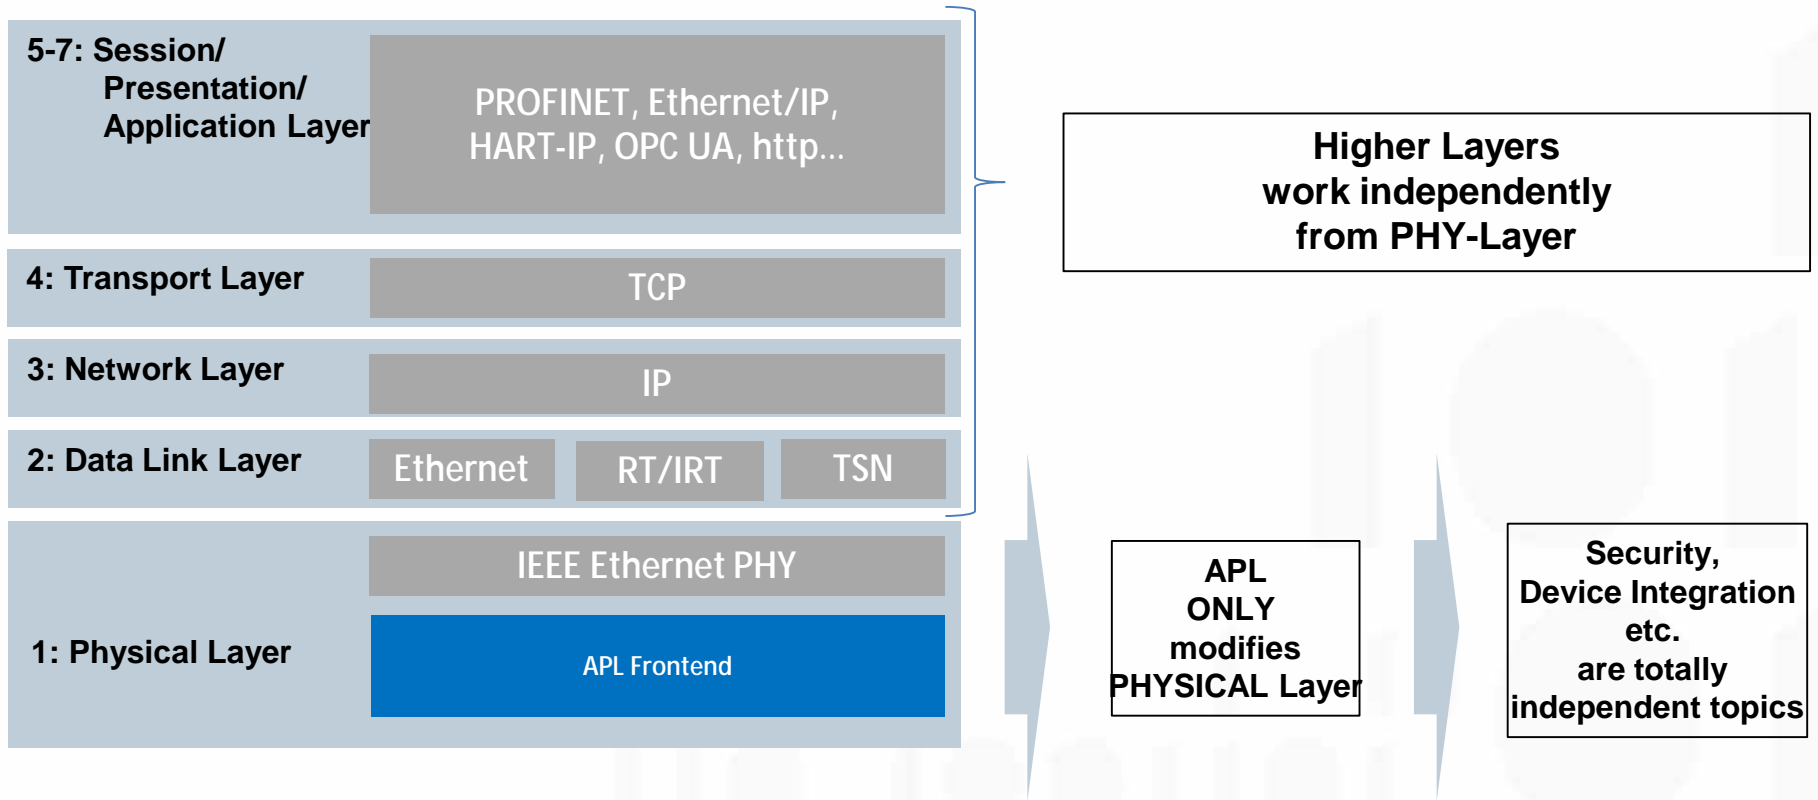 5-7: Session/
Presentation/
Application Layer
PROFINET, Ethernet/IP,
HART-IP, OPC UA, http...
Higher Layers
work independently
from PHY-Layer
4: Transport Layer
TCP
3: Network Layer
IP
2: Data Link Layer
Ethernet
RT/IRT
TSN
1: Physical Layer
IEEE Ethernet PHY
APL Frontend
APL
ONLY
modifies
PHYSICAL Layer
Security,
Device Integration
etc.
are totally
independent topics